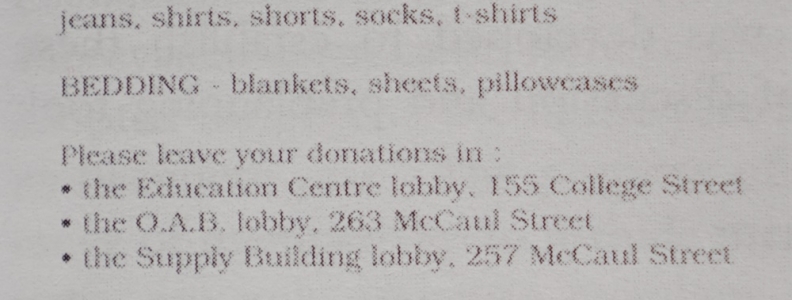 jeans, shirts, shorts, socks, t-shirts
BEDDING - blankets, sheets, pillowcases
Please leave your donations in :
• the Education Centre lobby, 155 College Street
• the O.A.B. lobby, 263 McCaul Street
• the Supply Building lobby, 257 McCaul Street